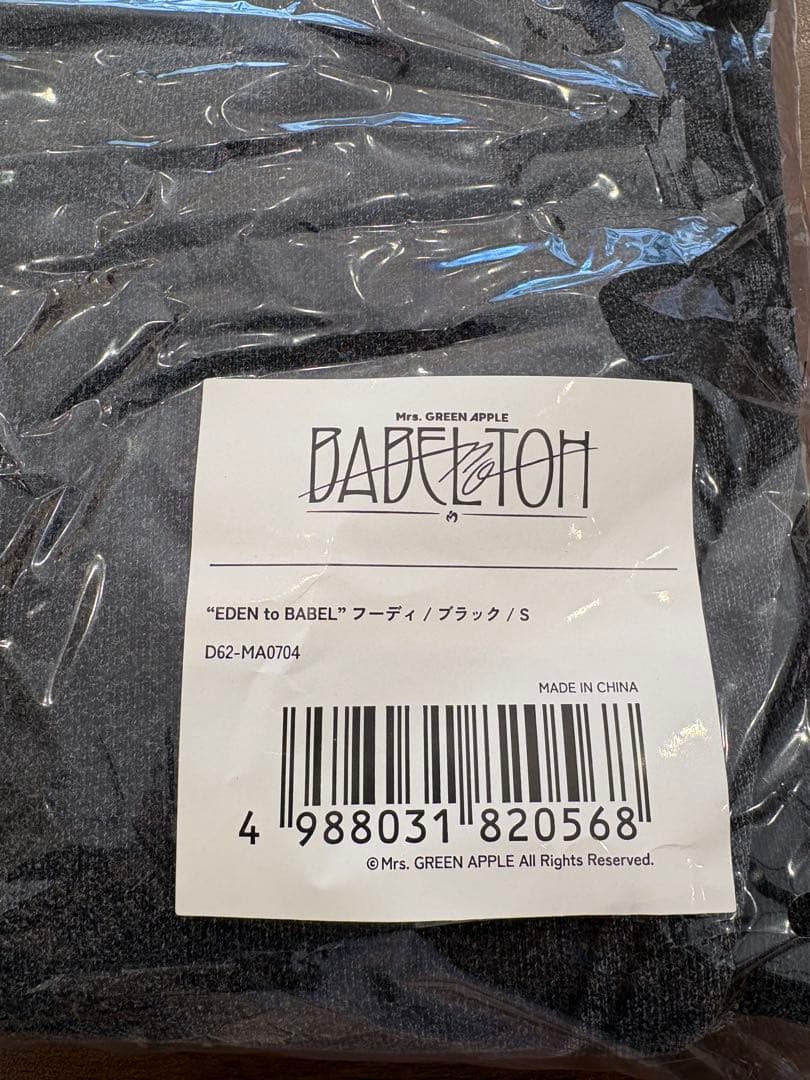 Mrs. GREEN APPLE
BABEL no TOH
“EDEN to BABEL” フーディ / ブラック / S
D62-MA0704
MADE IN CHINA
4 988031 820568
©Mrs. GREEN APPLE All Rights Reserved.